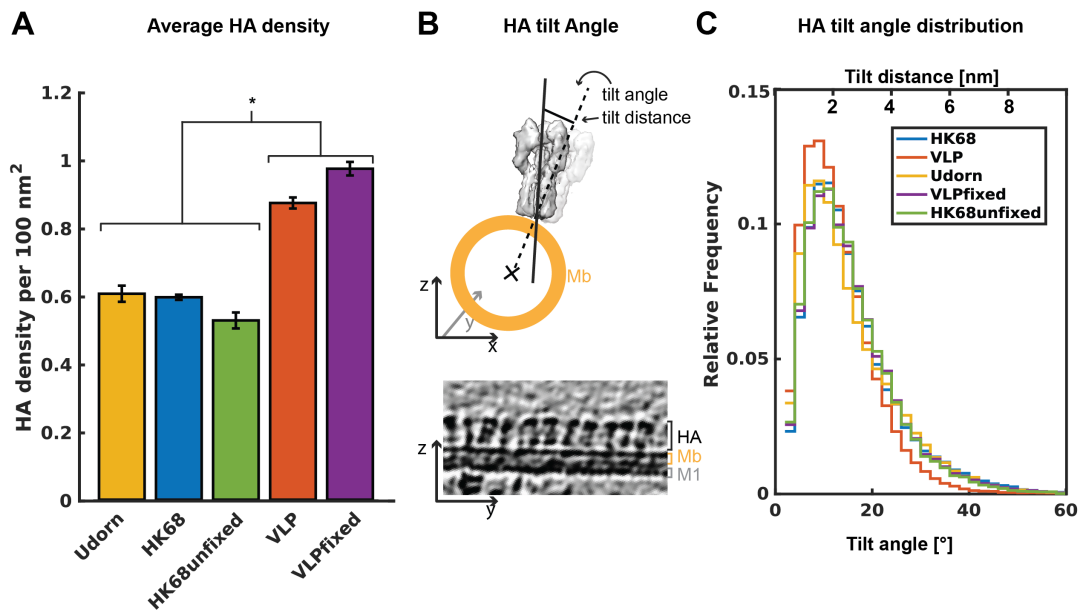 A
Average HA density
HA density per 100 nm²
1.2
1
0.8
0.6
0.4
0.2
0
*
Udorn
HK68
HK68unfixed
VLP
VLPfixed
B
HA tilt Angle
tilt angle
tilt distance
Mb
z
y
x
z
y
HA
Mb
M1
C
HA tilt angle distribution
Tilt distance [nm]
2
4
6
8
0.15
0.1
0.05
0
Relative Frequency
HK68
VLP
Udorn
VLPfixed
HK68unfixed
0
20
40
60
Tilt angle [°]